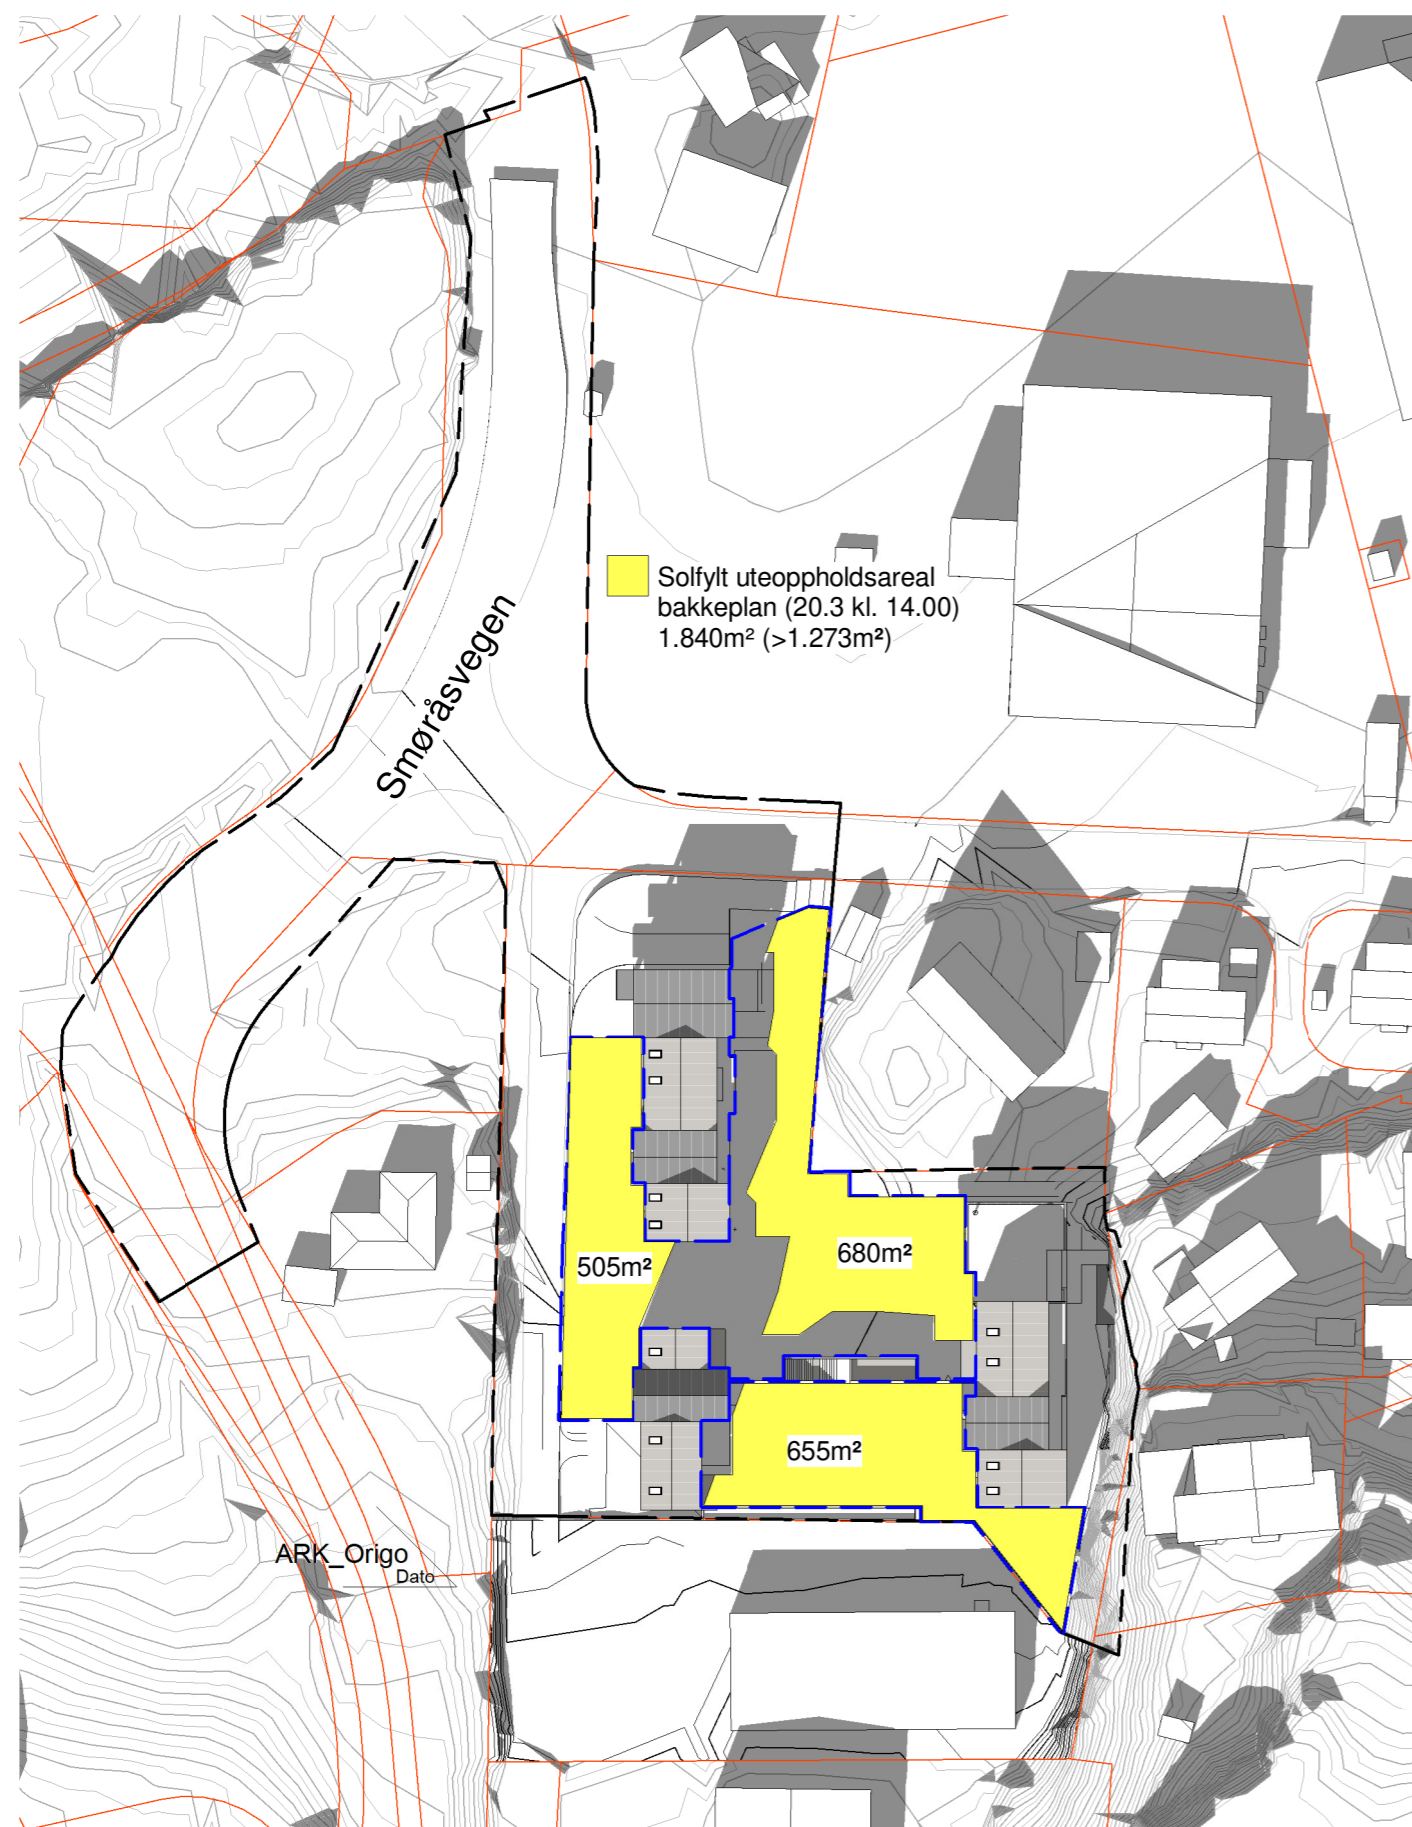 Solfylt uteoppholdsareal
bakkeplan (20.3 kl. 14.00)
1.840m² (>1.273m²)
Smøråsvegen
505m²
680m²
655m²
ARK_Origo
Dato